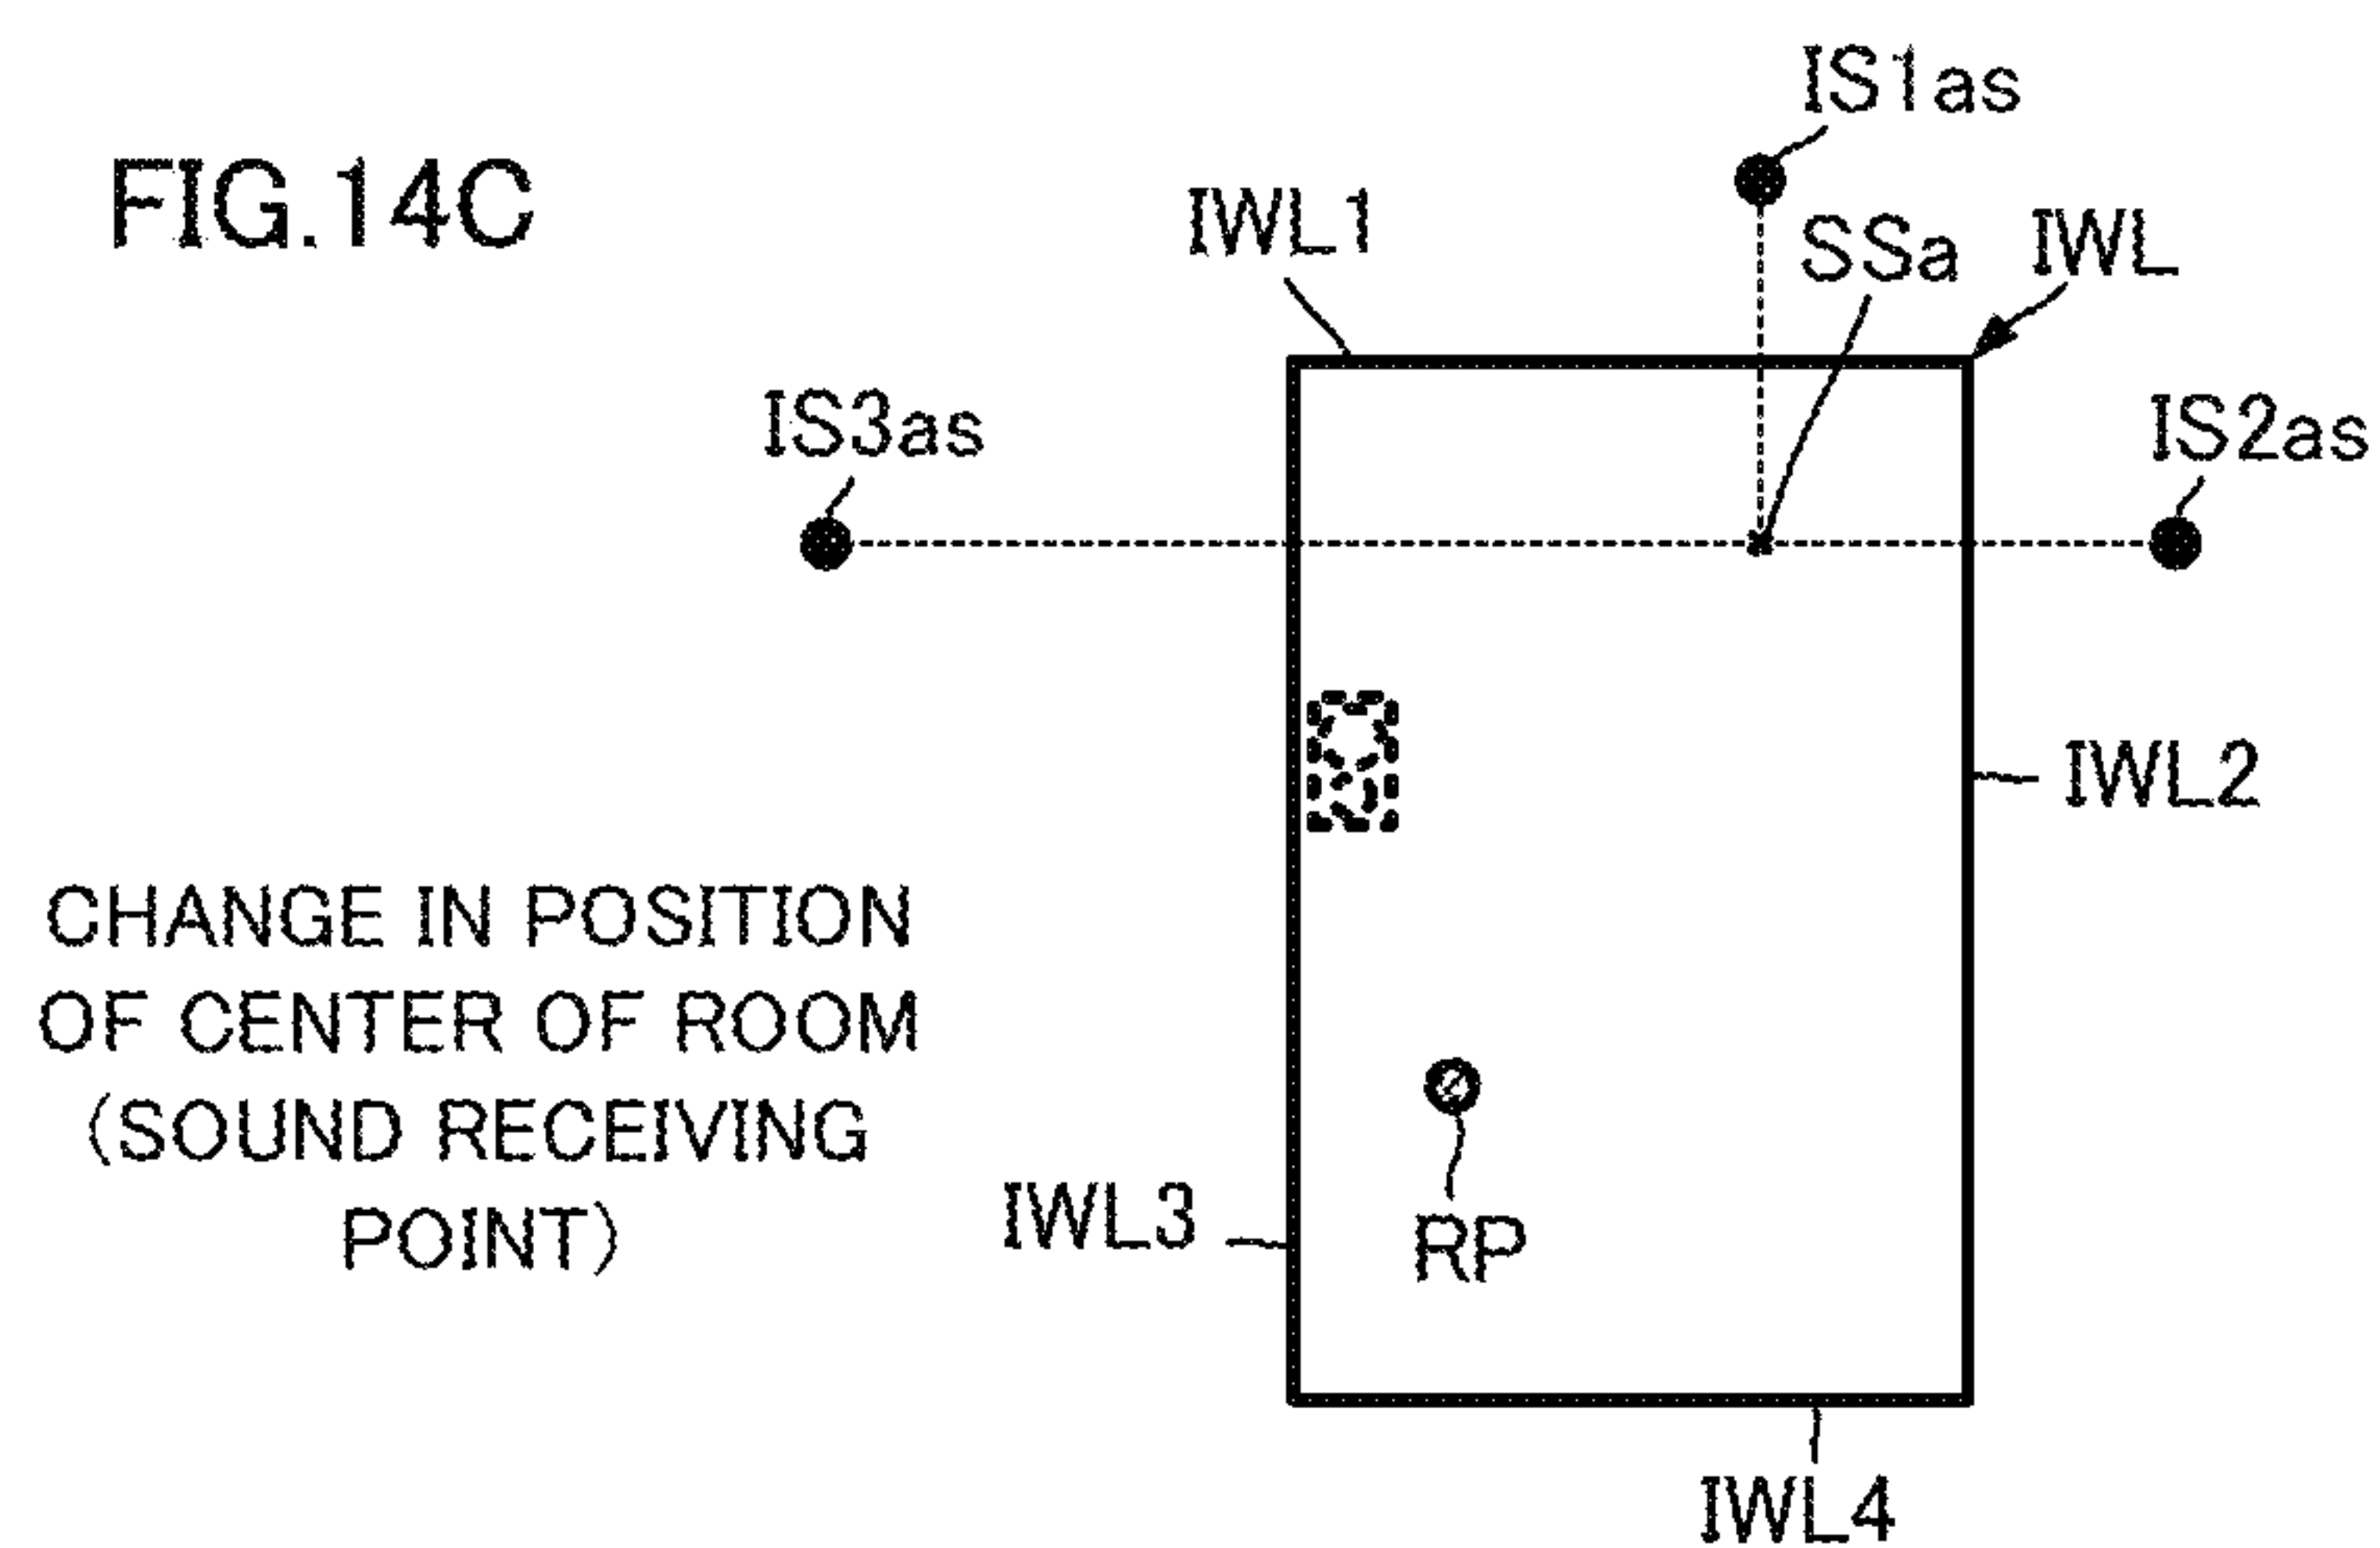 FIG.14C
IS1as
IWL1
SSa
IWL
IS3as
IS2as
IWL2
CHANGE IN POSITION
OF CENTER OF ROOM
(SOUND RECEIVING
POINT)
IWL3
RP
IWL4